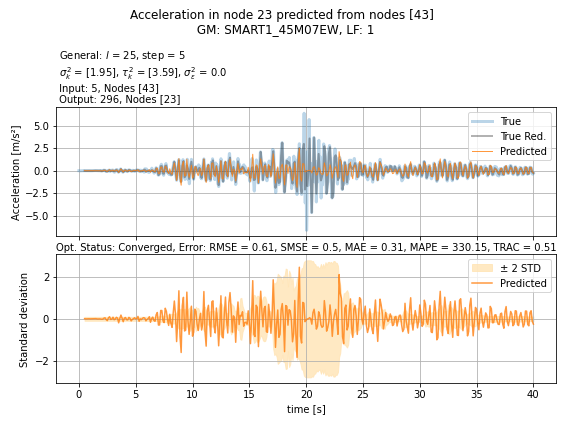 Acceleration in node 23 predicted from nodes [43]
GM: SMART1_45M07EW, LF: 1
General: l = 25, step = 5
σ²ₖ = [1.95], τ²ₖ = [3.59], σ²ₑ = 0.0
Input: 5, Nodes [43]
Output: 296, Nodes [23]
Acceleration [m/s²]
5.0
2.5
0.0
−2.5
−5.0
True
True Red.
Predicted
Opt. Status: Converged, Error: RMSE = 0.61, SMSE = 0.5, MAE = 0.31, MAPE = 330.15, TRAC = 0.51
Standard deviation
2
0
−2
± 2 STD
Predicted
0 5 10 15 20 25 30 35 40
time [s]